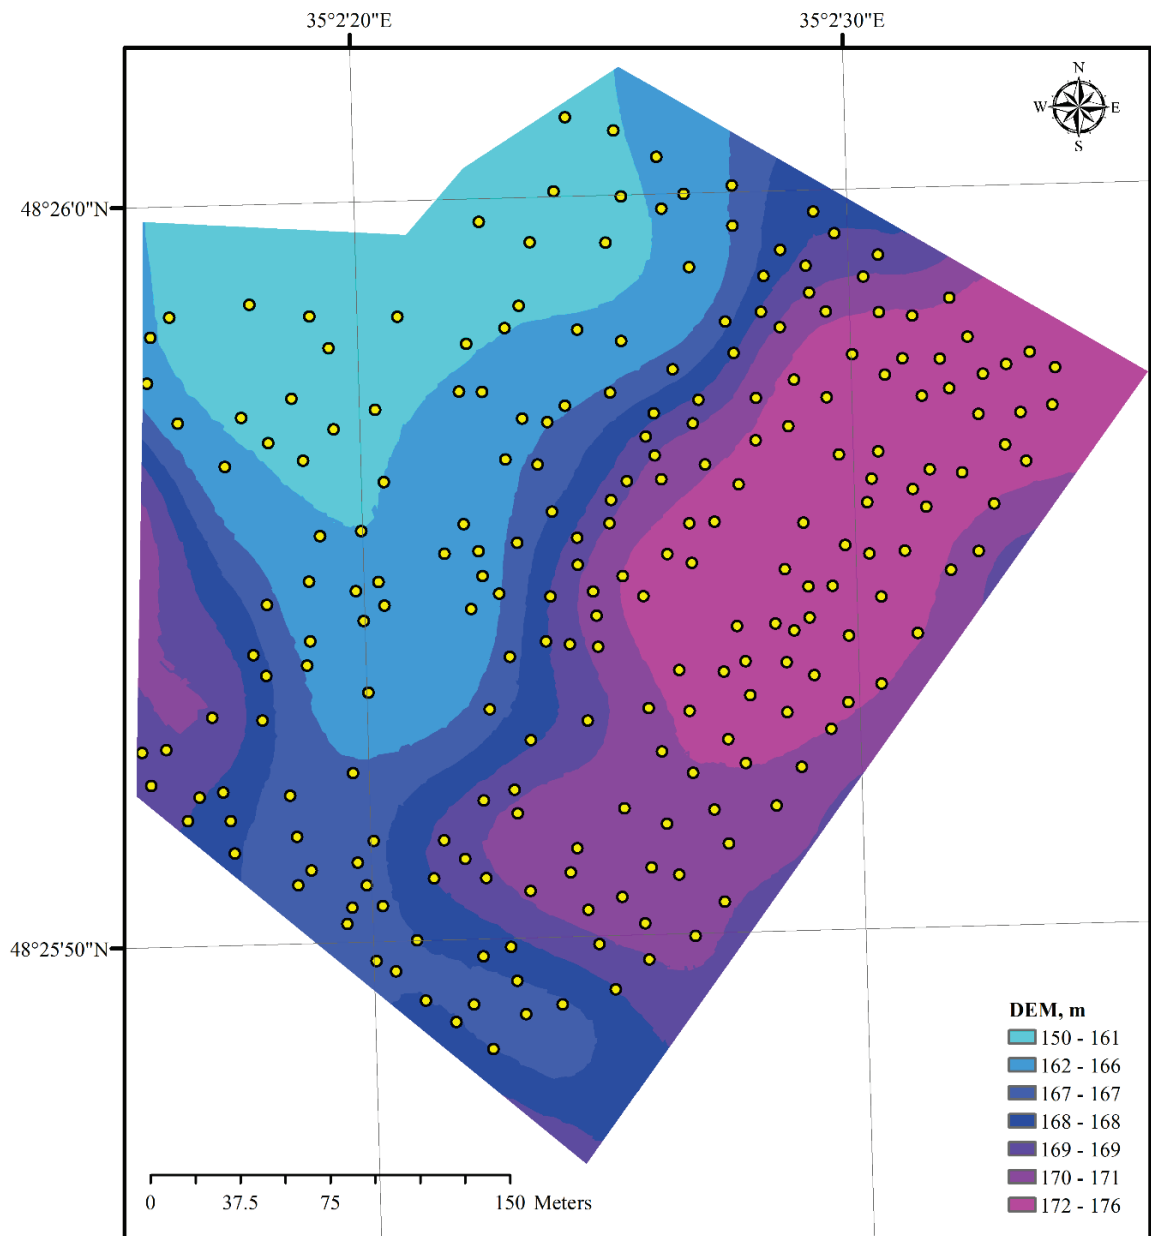 35°2'20"E 35°2'30"E
N
W E
S
48°26'0"N
48°25'50"N
DEM, m
150 - 161
162 - 166
167 - 167
168 - 168
169 - 169
170 - 171
172 - 176
0 37.5 75 150 Meters